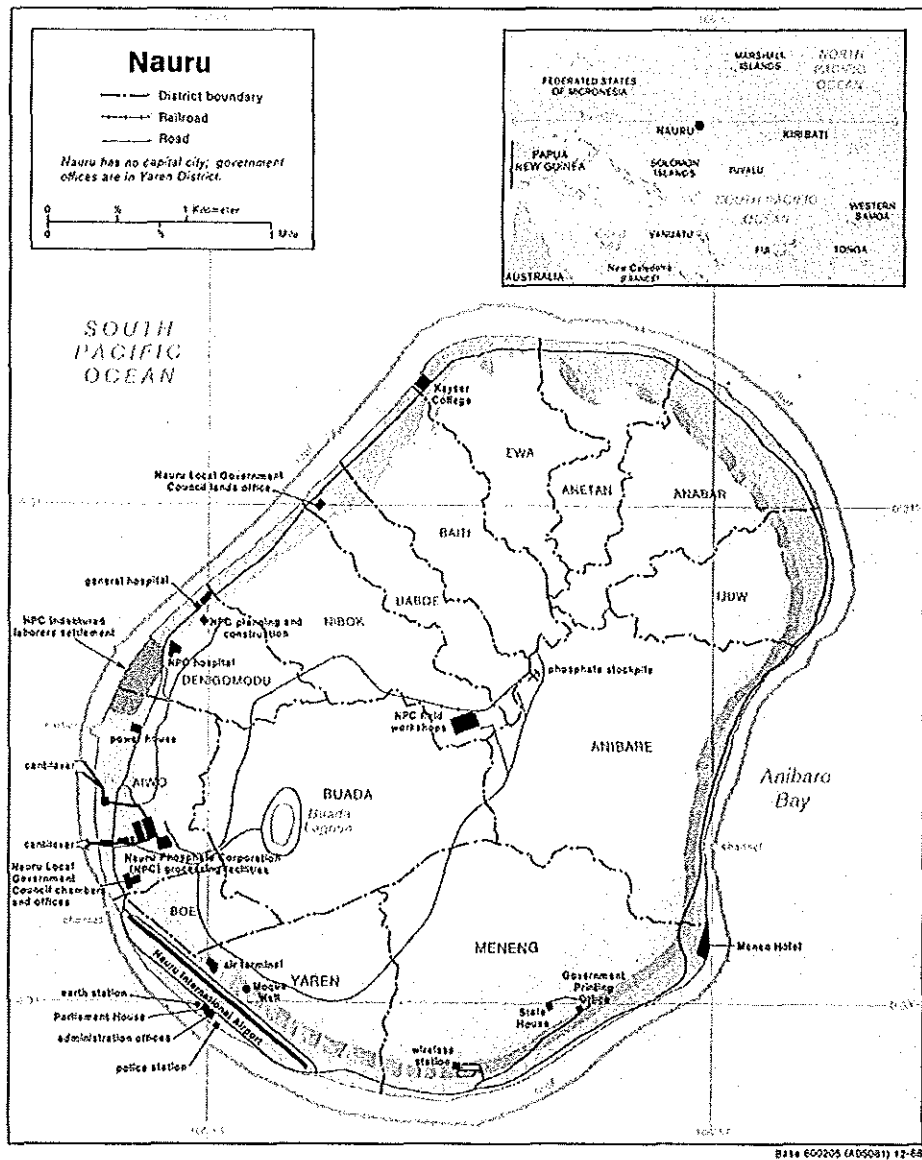 Nauru
District boundary
Railroad
Road
Nauru has no capital city; government
offices are in Yaren District.
0 ½ 1 Kilometer
0 ½ 1 Mile
MARSHALL
ISLANDS
NORTH
PACIFIC
OCEAN
FEDERATED STATES
OF MICRONESIA
NAURU
KIRIBATI
PAPUA
NEW GUINEA
SOLOMON
ISLANDS
TUVALU
SOUTH PACIFIC
OCEAN
WESTERN
SAMOA
VANUATU
FIJI
TONGA
AUSTRALIA
New Caledonia
(FRANCE)
SOUTH
PACIFIC
OCEAN
Kayser
College
EWA
Nauru Local Government
Council lands office
ANETAN
ANABAR
BAITI
general hospital
UABOE
IJUW
NPC indentured
laborers settlement
NPC planning and
construction
NIBOK
NPC hospital
DENIGOMODU
phosphate stockpile
NPC field
workshops
power house
ANIBARE
cantilever
AIWO
BUADA
Buada
Lagoon
Anibare
Bay
cantilever
Nauru Phosphate Corporation
(NPC) processing facilities
channel
Nauru Local
Government
Council chambers
and offices
BOE
channel
MENENG
Menen Hotel
air terminal
YAREN
Moqua
Well
Government
Printing
Office
earth station
Parliament House
Nauru International Airport
State
House
administration offices
police station
wireless
station
reef